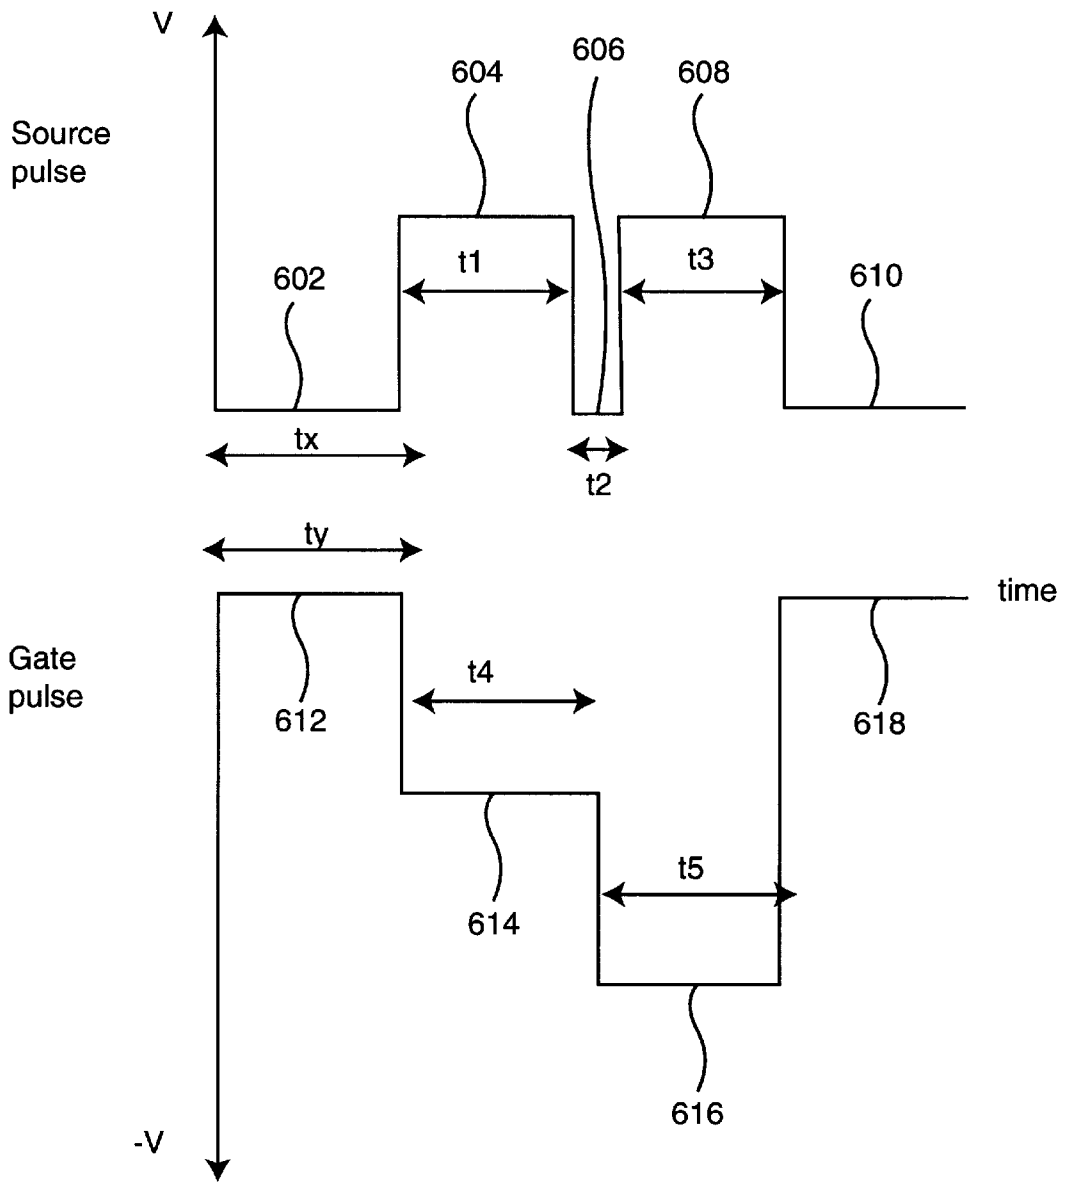 V
606
604
608
Source
pulse
t1
t3
602
610
tx
t2
ty
time
Gate
pulse
t4
612
618
t5
614
616
-V